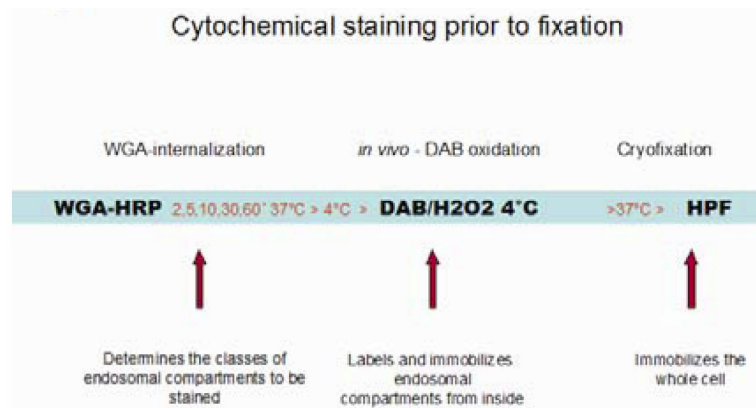 Cytochemical staining prior to fixation
WGA-internalization in vivo - DAB oxidation Cryofixation
WGA-HRP 2,5,10,30,60' 37°C > 4°C > DAB/H2O2 4°C >37°C > HPF
Determines the classes of Labels and immobilizes Immobilizes the
endosomal compartments to be endosomal whole cell
stained compartments from inside